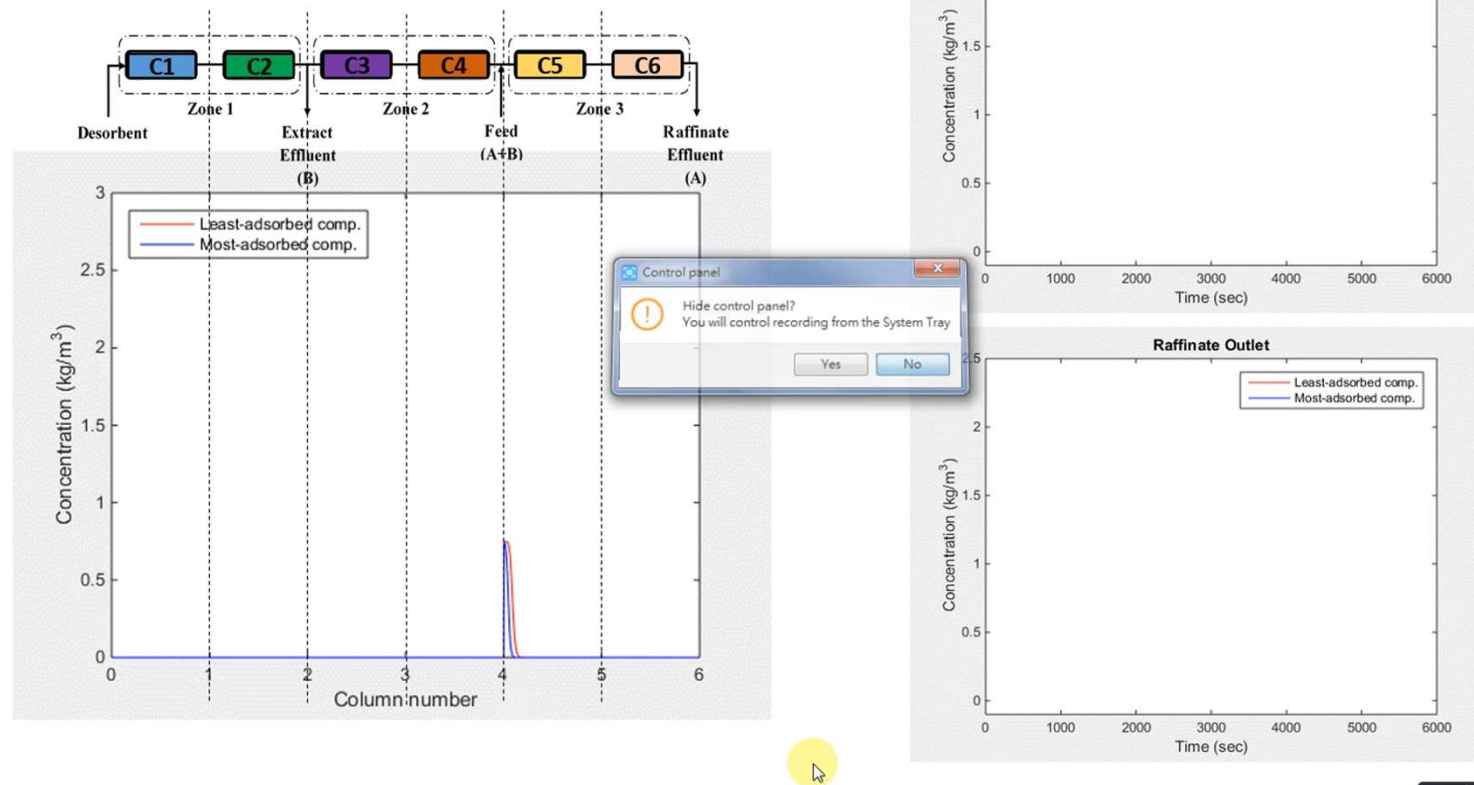 C1 C2 C3 C4 C5 C6
Zone 1 Zone 2 Zone 3
Desorbent Extract Feed Raffinate
Effluent (A+B) Effluent
(B) (A)
3
2.5
2
1.5
1
0.5
0
Concentration (kg/m³)
Least-adsorbed comp.
Most-adsorbed comp.
0 1 2 3 4 5 6
Column number
Control panel
Hide control panel?
You will control recording from the System Tray
Yes No
1.5
1
0.5
0
Concentration (kg/m³)
0 1000 2000 3000 4000 5000 6000
Time (sec)
Raffinate Outlet
2.5
2
1.5
1
0.5
0
Concentration (kg/m³)
Least-adsorbed comp.
Most-adsorbed comp.
0 1000 2000 3000 4000 5000 6000
Time (sec)